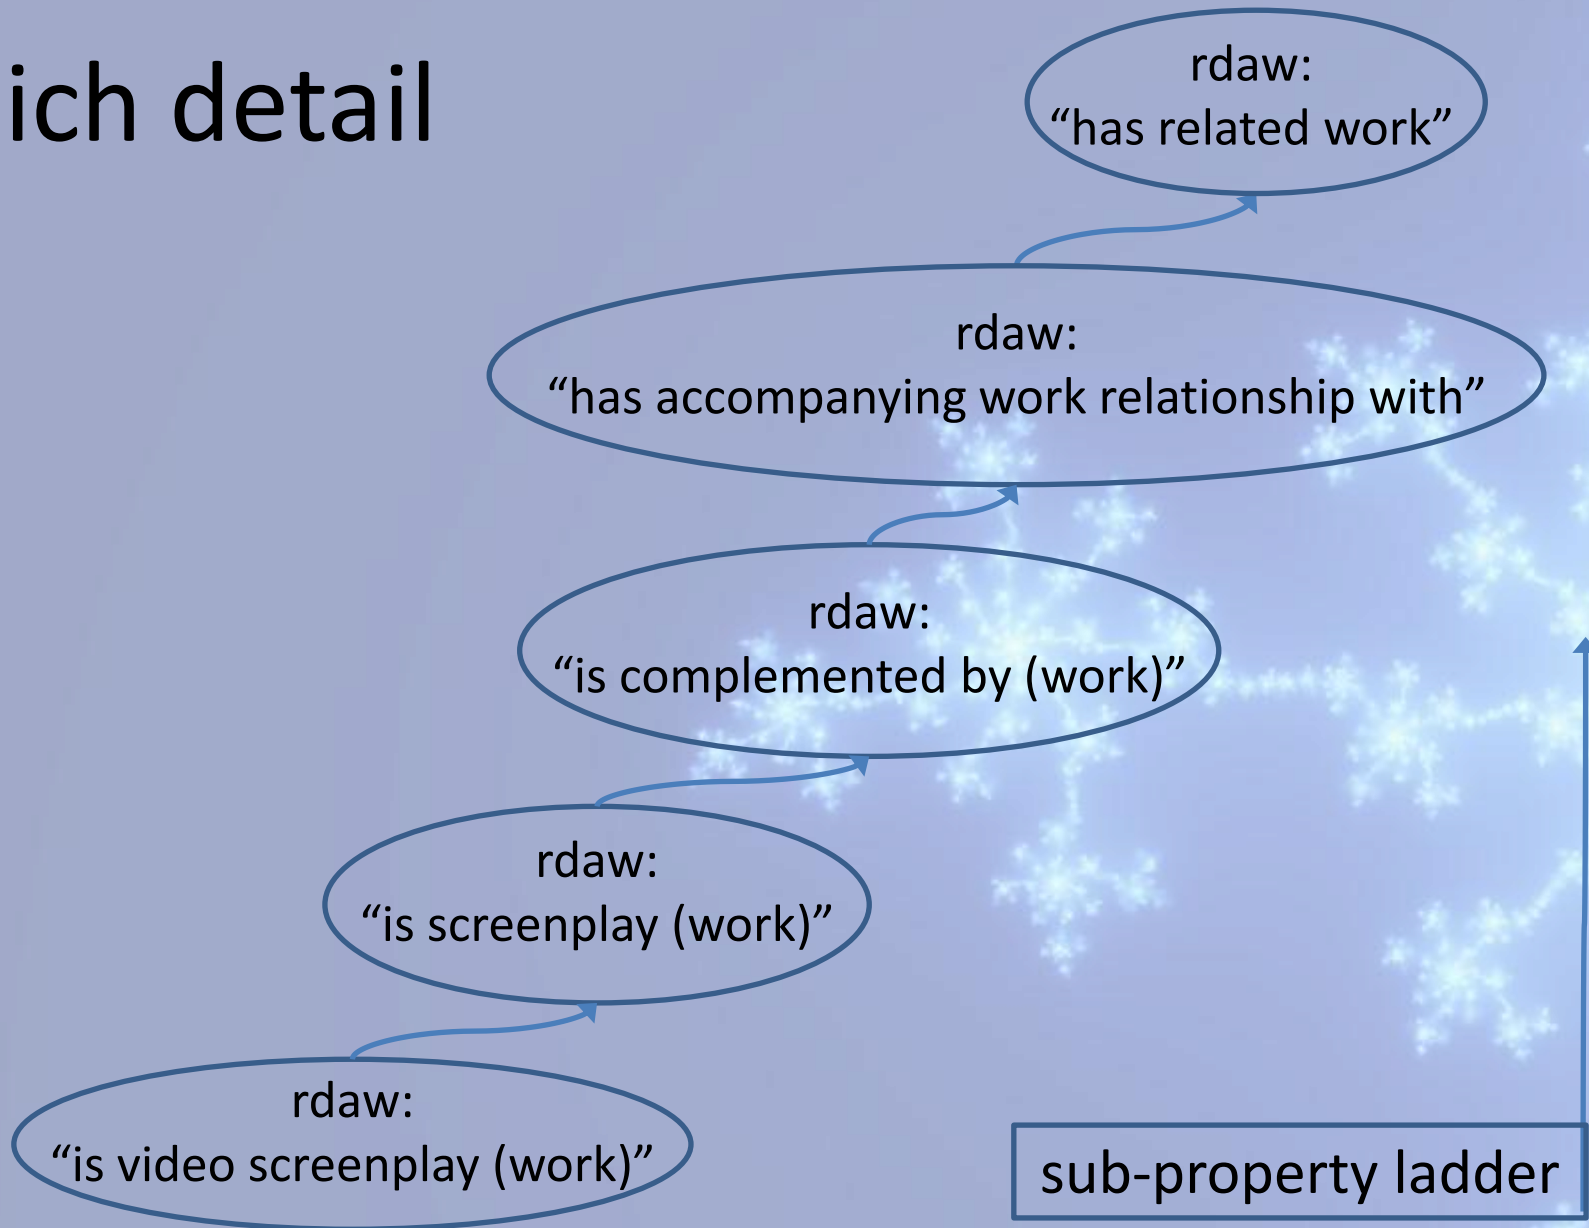 ich detail
rdaw:
“has related work”
rdaw:
“has accompanying work relationship with”
rdaw:
“is complemented by (work)”
rdaw:
“is screenplay (work)”
rdaw:
“is video screenplay (work)”
sub-property ladder